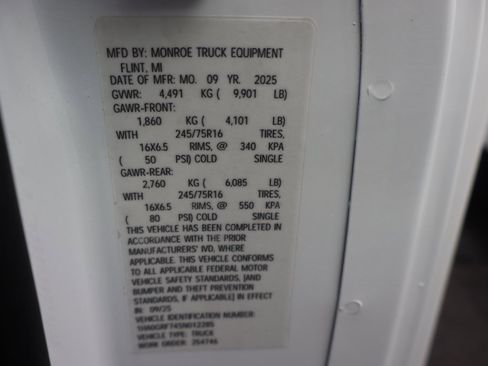 MFD BY: MONROE TRUCK EQUIPMENT
FLINT, MI
DATE OF MFR: MO. 09 YR. 2025
GVWR: 4,491 KG ( 9,901 LB)
GAWR-FRONT:
1,860 KG ( 4,101 LB)
WITH 245/75R16 TIRES,
16X6.5 RIMS, @ 340 KPA
( 50 PSI) COLD SINGLE
GAWR-REAR:
2,760 KG ( 6,085 LB)
WITH 245/75R16 TIRES,
16X6.5 RIMS, @ 550 KPA
( 80 PSI) COLD SINGLE
THIS VEHICLE HAS BEEN COMPLETED IN
ACCORDANCE WITH THE PRIOR
MANUFACTURERS' IVD, WHERE
APPLICABLE. THIS VEHICLE CONFORMS
TO ALL APPLICABLE FEDERAL MOTOR
VEHICLE SAFETY STANDARDS, [AND
BUMPER AND THEFT PREVENTION
STANDARDS, IF APPLICABLE] IN EFFECT
IN: 09/25
VEHICLE IDENTIFICATION NUMBER:
VEHICLE TYPE: TRUCK
WORK ORDER: 254746